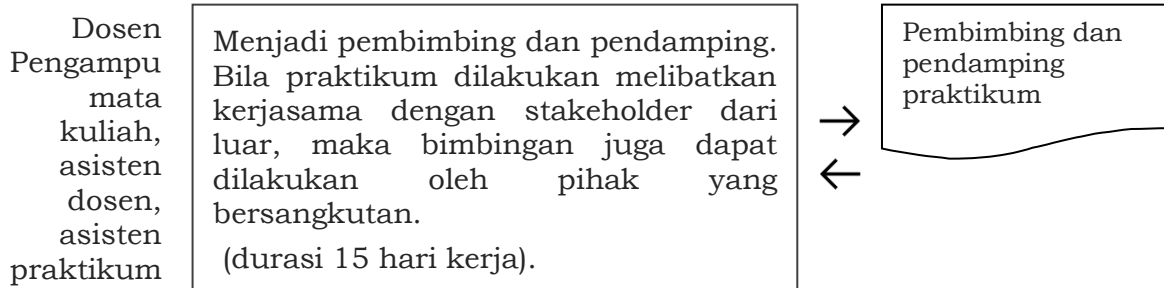 Dosen
Pengampu
mata
kuliah,
asisten
dosen,
asisten
praktikum
Menjadi pembimbing dan pendamping.
Bila praktikum dilakukan melibatkan
kerjasama dengan stakeholder dari
luar, maka bimbingan juga dapat
dilakukan oleh pihak yang
bersangkutan.
(durasi 15 hari kerja).
Pembimbing dan
pendamping
praktikum